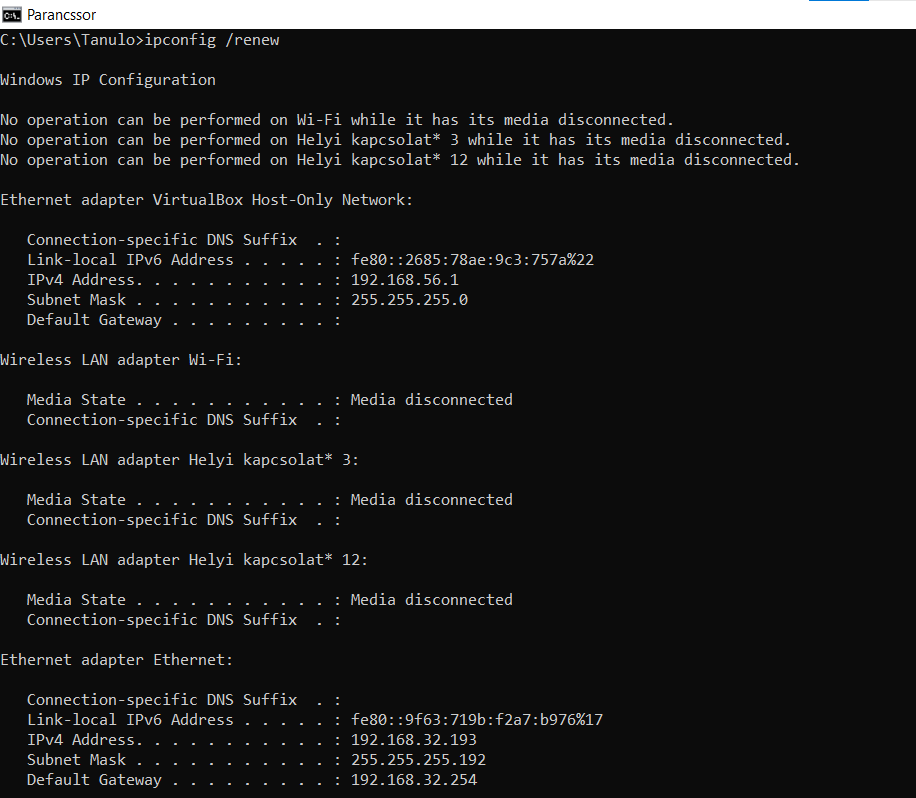 Parancssor
C:\Users\Tanulo>ipconfig /renew
Windows IP Configuration
No operation can be performed on Wi-Fi while it has its media disconnected.
No operation can be performed on Helyi kapcsolat* 3 while it has its media disconnected.
No operation can be performed on Helyi kapcsolat* 12 while it has its media disconnected.
Ethernet adapter VirtualBox Host-Only Network:
   Connection-specific DNS Suffix  . :
   Link-local IPv6 Address . . . . . : fe80::2685:78ae:9c3:757a%22
   IPv4 Address. . . . . . . . . . . : 192.168.56.1
   Subnet Mask . . . . . . . . . . . : 255.255.255.0
   Default Gateway . . . . . . . . . :
Wireless LAN adapter Wi-Fi:
   Media State . . . . . . . . . . . : Media disconnected
   Connection-specific DNS Suffix  . :
Wireless LAN adapter Helyi kapcsolat* 3:
   Media State . . . . . . . . . . . : Media disconnected
   Connection-specific DNS Suffix  . :
Wireless LAN adapter Helyi kapcsolat* 12:
   Media State . . . . . . . . . . . : Media disconnected
   Connection-specific DNS Suffix  . :
Ethernet adapter Ethernet:
   Connection-specific DNS Suffix  . :
   Link-local IPv6 Address . . . . . : fe80::9f63:719b:f2a7:b976%17
   IPv4 Address. . . . . . . . . . . : 192.168.32.193
   Subnet Mask . . . . . . . . . . . : 255.255.255.192
   Default Gateway . . . . . . . . . : 192.168.32.254